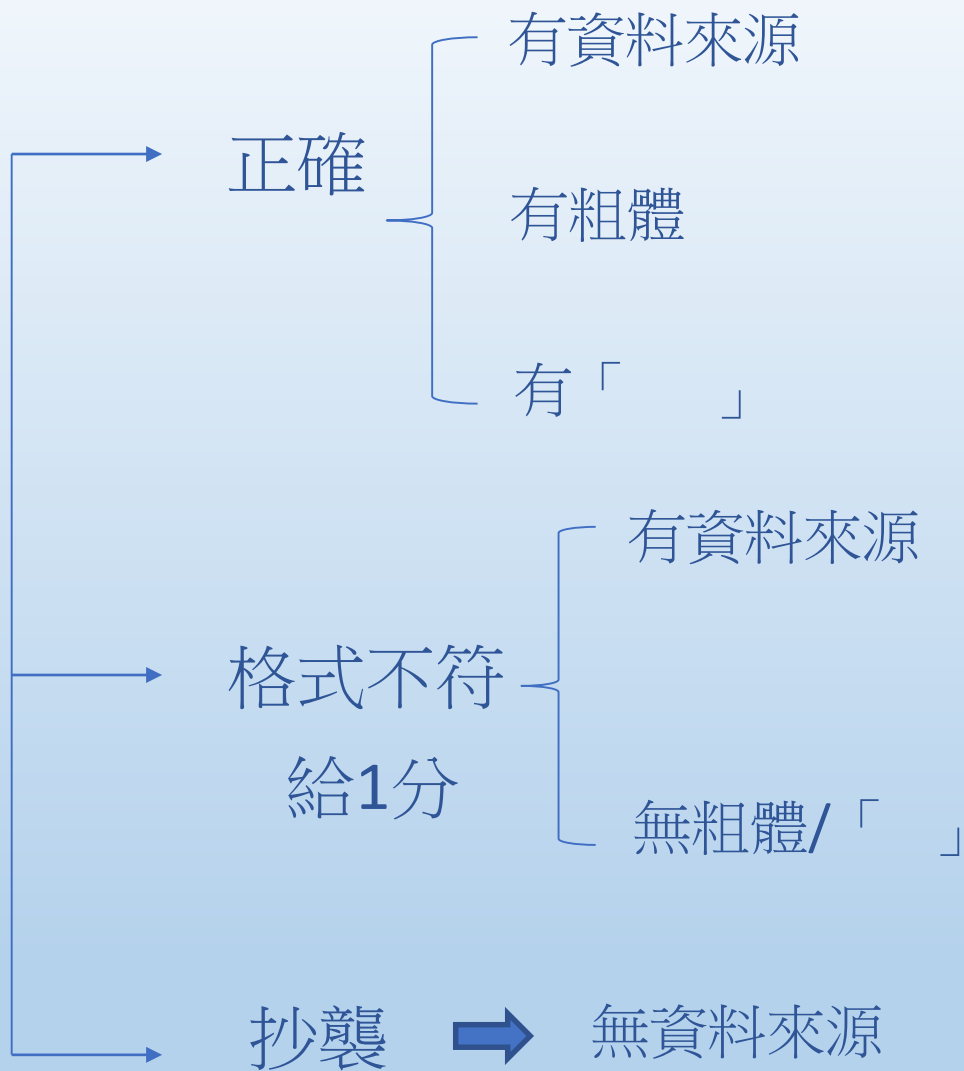 有資料來源
正確
有粗體
有「　　」
有資料來源
格式不符
給1分
無粗體/「　」
抄襲
無資料來源